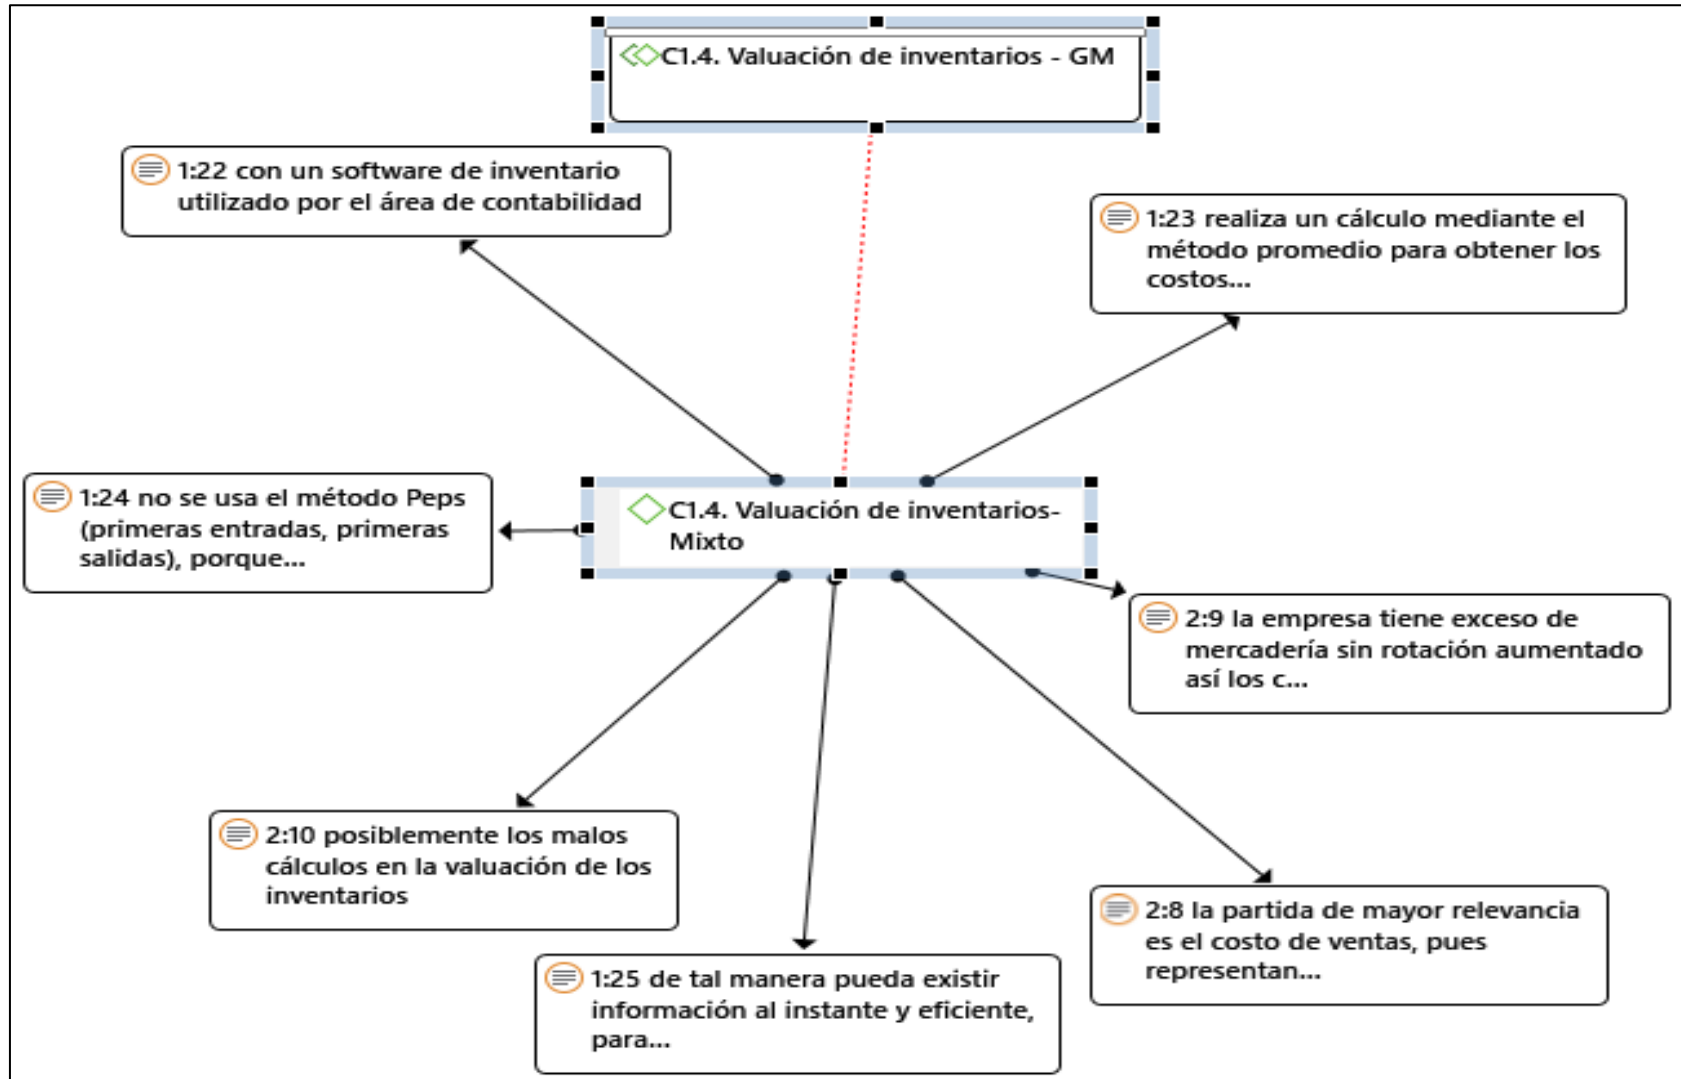 C1.4. Valuación de inventarios - GM
1:22 con un software de inventario
utilizado por el área de contabilidad
1:23 realiza un cálculo mediante el
método promedio para obtener los
costos...
1:24 no se usa el método Peps
(primeras entradas, primeras
salidas), porque...
C1.4. Valuación de inventarios-
Mixto
2:9 la empresa tiene exceso de
mercadería sin rotación aumentado
así los c...
2:10 posiblemente los malos
cálculos en la valuación de los
inventarios
2:8 la partida de mayor relevancia
es el costo de ventas, pues
representan...
1:25 de tal manera pueda existir
información al instante y eficiente,
para...